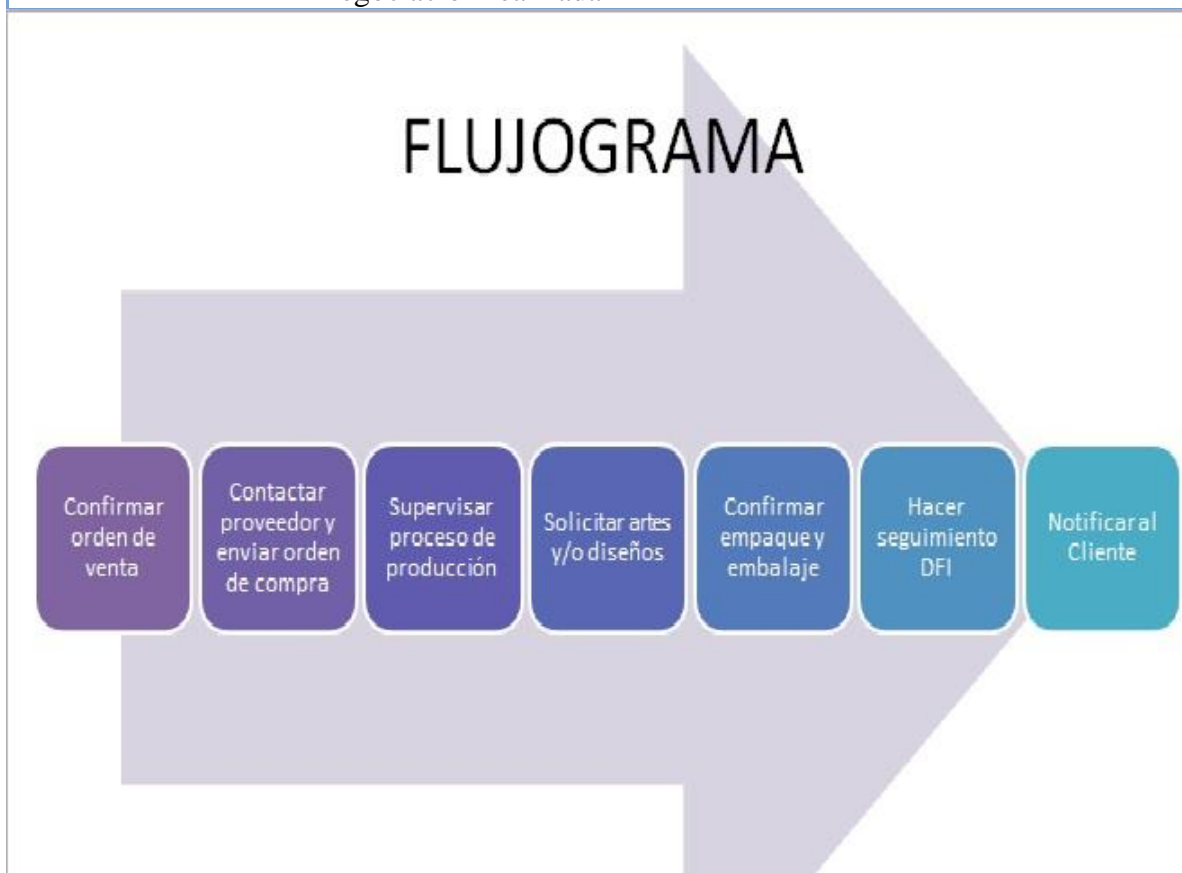 FLUJOGRAMA
Confirmar
orden de
venta
Contactar
proveedor y
enviar orden
de compra
Supervisar
proceso de
producción
Solicitar artes
y/o diseños
Confirmar
empaque y
embalaje
Hacer
seguimiento
DFI
Notificar al
Cliente